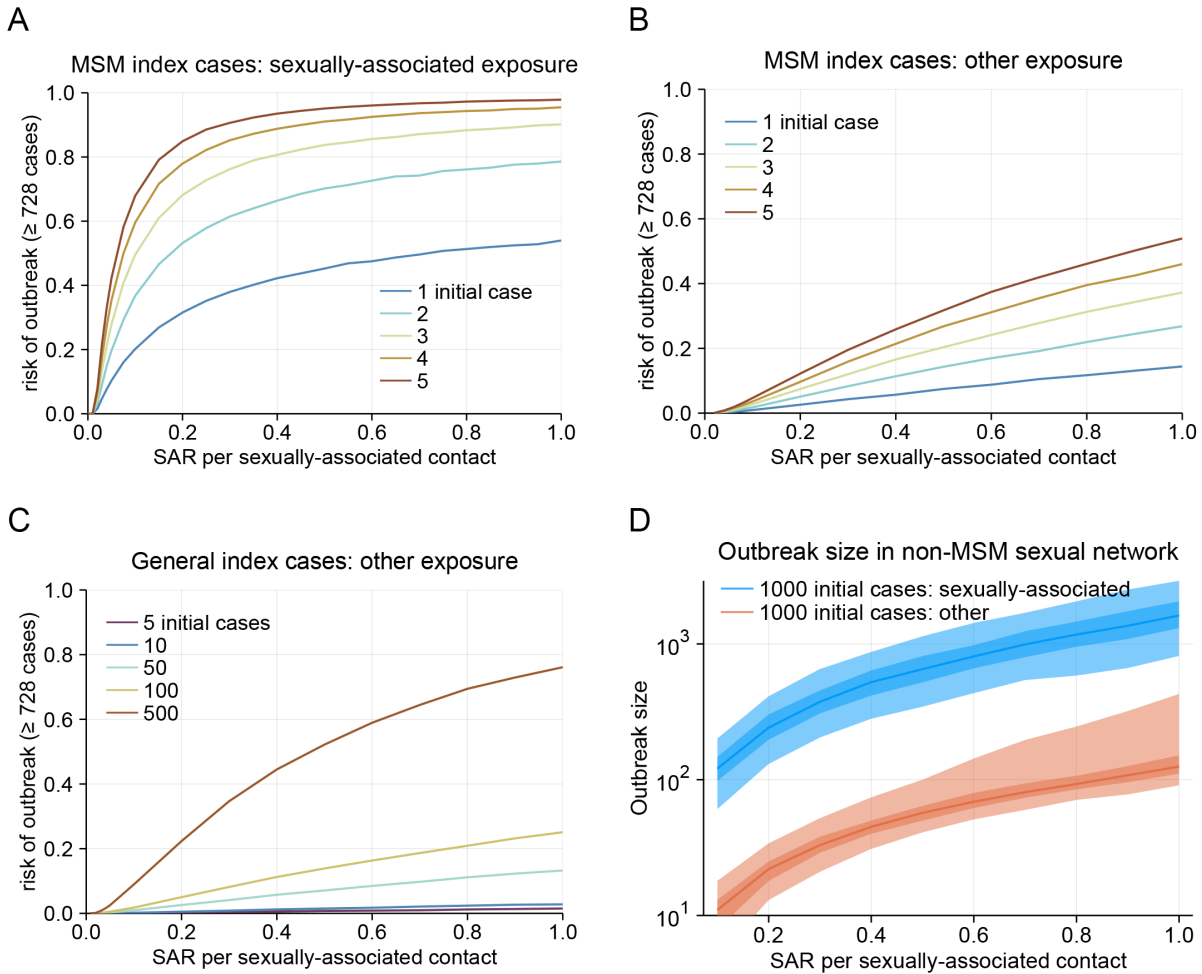 A
MSM index cases: sexually-associated exposure
risk of outbreak (≥ 728 cases)
1.0
0.8
0.6
0.4
0.2
0.0
1 initial case
2
3
4
5
0.0 0.2 0.4 0.6 0.8 1.0
SAR per sexually-associated contact
B
MSM index cases: other exposure
risk of outbreak (≥ 728 cases)
1.0
0.8
0.6
0.4
0.2
0.0
1 initial case
2
3
4
5
0.0 0.2 0.4 0.6 0.8 1.0
SAR per sexually-associated contact
C
General index cases: other exposure
risk of outbreak (≥ 728 cases)
1.0
0.8
0.6
0.4
0.2
0.0
5 initial cases
10
50
100
500
0.0 0.2 0.4 0.6 0.8 1.0
SAR per sexually-associated contact
D
Outbreak size in non-MSM sexual network
Outbreak size
1000 initial cases: sexually-associated
1000 initial cases: other
10³
10²
10¹
0.2 0.4 0.6 0.8 1.0
SAR per sexually-associated contact